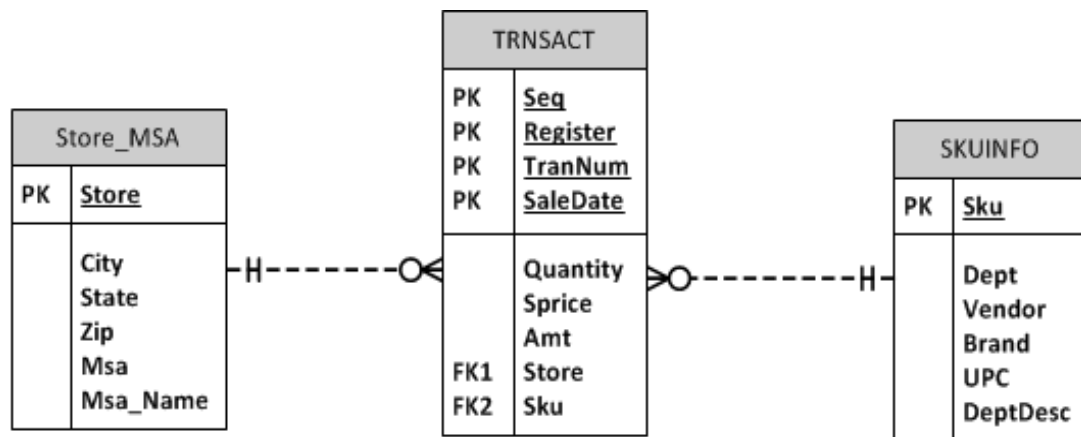 Store_MSA
PK Store
City
State
Zip
Msa
Msa_Name
TRNSACT
PK Seq
PK Register
PK TranNum
PK SaleDate
Quantity
Sprice
Amt
FK1 Store
FK2 Sku
SKUINFO
PK Sku
Dept
Vendor
Brand
UPC
DeptDesc